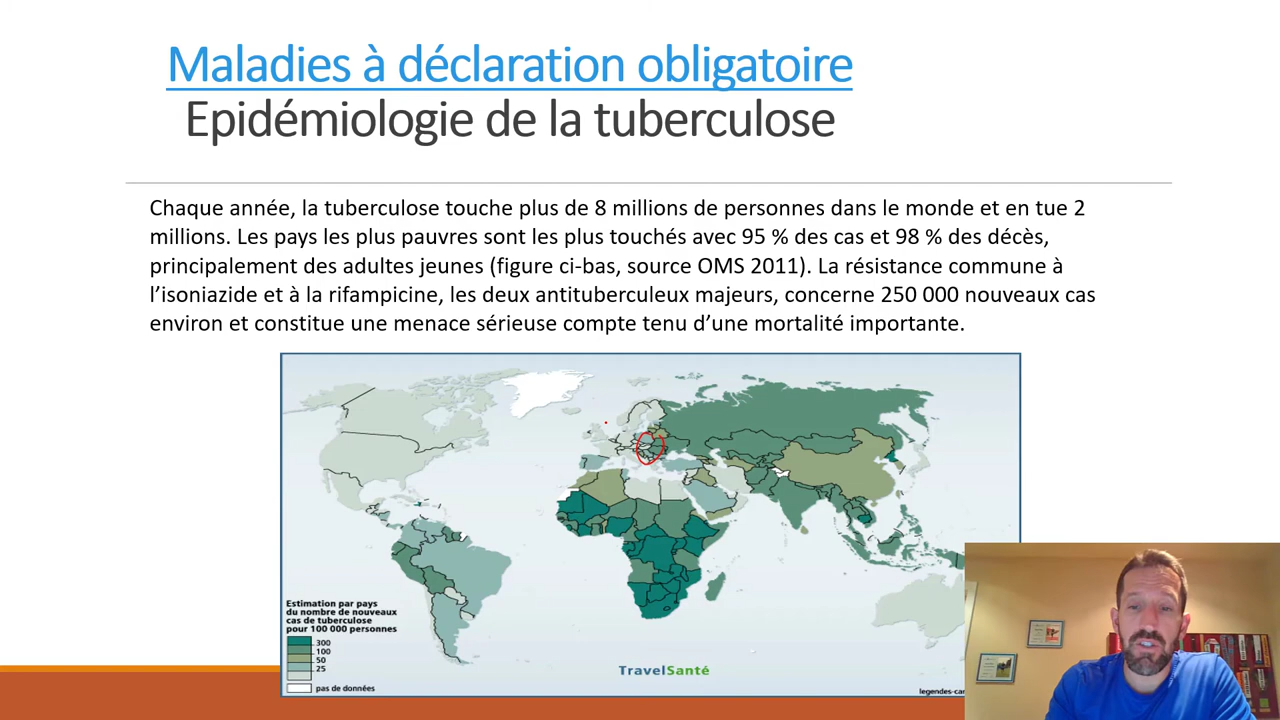 Maladies à déclaration obligatoire
Epidémiologie de la tuberculose
Chaque année, la tuberculose touche plus de 8 millions de personnes dans le monde et en tue 2
millions. Les pays les plus pauvres sont les plus touchés avec 95 % des cas et 98 % des décès,
principalement des adultes jeunes (figure ci-bas, source OMS 2011). La résistance commune à
l’isoniazide et à la rifampicine, les deux antituberculeux majeurs, concerne 250 000 nouveaux cas
environ et constitue une menace sérieuse compte tenu d’une mortalité importante.
Estimation par pays
du nombre de nouveaux
cas de tuberculose
pour 100 000 personnes
300
100
50
25
pas de données
TravelSanté
legendes-car